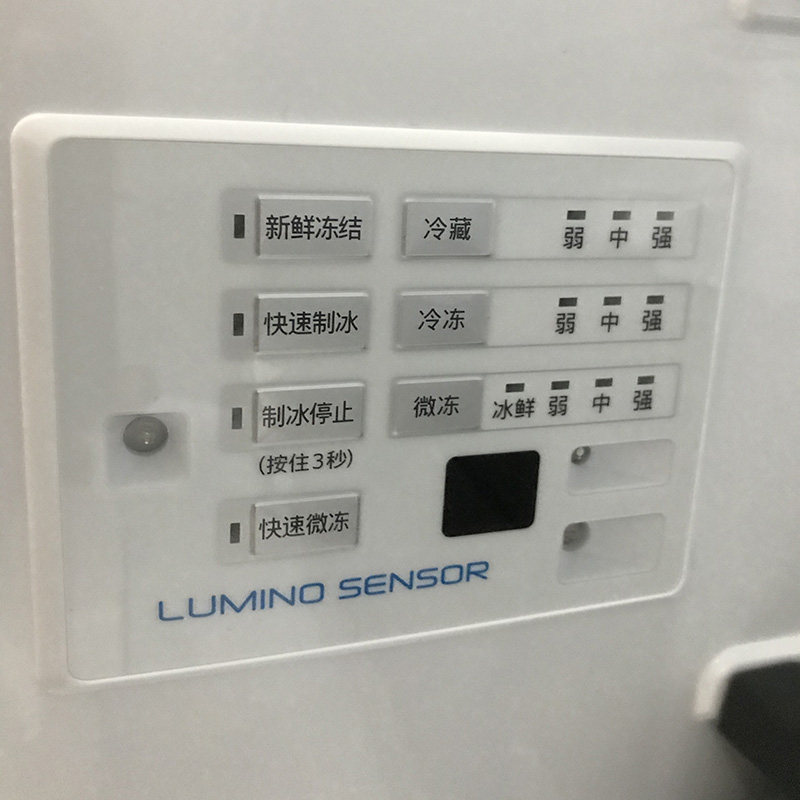 新鲜冻结 冷藏 弱 中 强
快速制冰 冷冻 弱 中 强
制冰停止 微冻 冰鲜 弱 中 强
(按住3秒)
快速微冻
LUMINO SENSOR